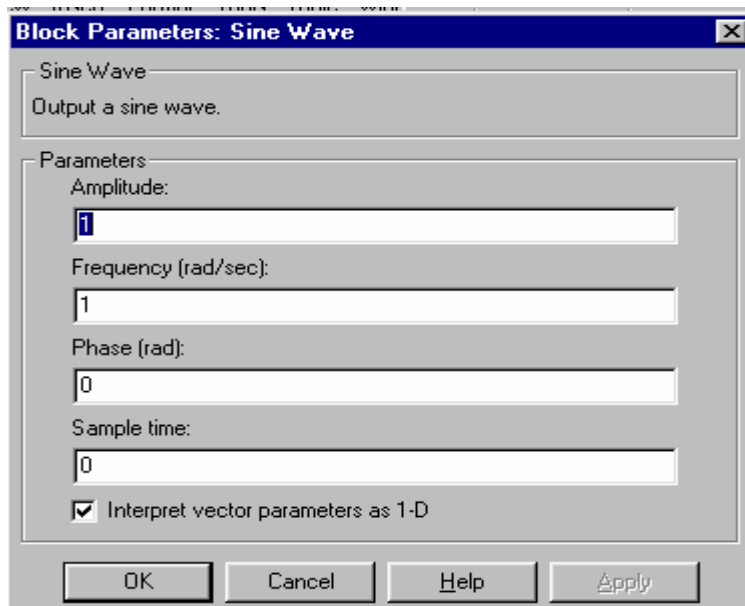 Block Parameters: Sine Wave
Sine Wave
Output a sine wave.
Parameters
Amplitude:
1
Frequency (rad/sec):
1
Phase (rad):
0
Sample time:
0
Interpret vector parameters as 1-D
OK Cancel Help Apply